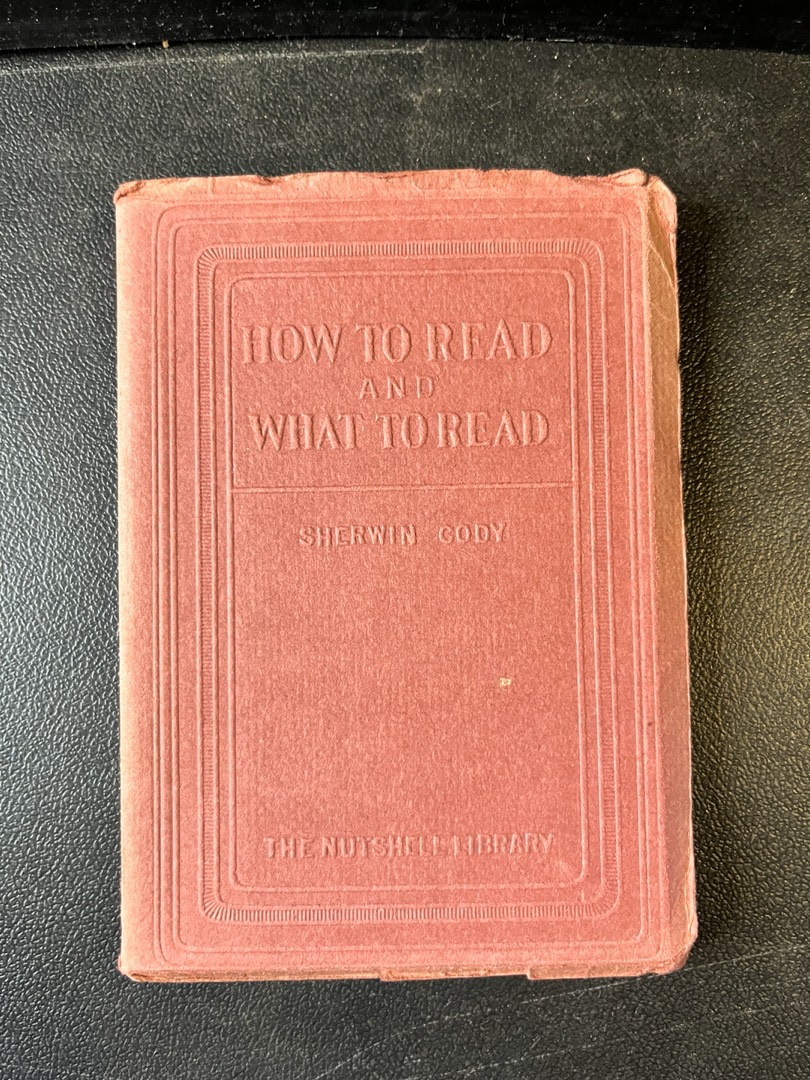 HOW TO READ
AND
WHAT TO READ
SHERWIN CODY
THE NUTSHELL LIBRARY